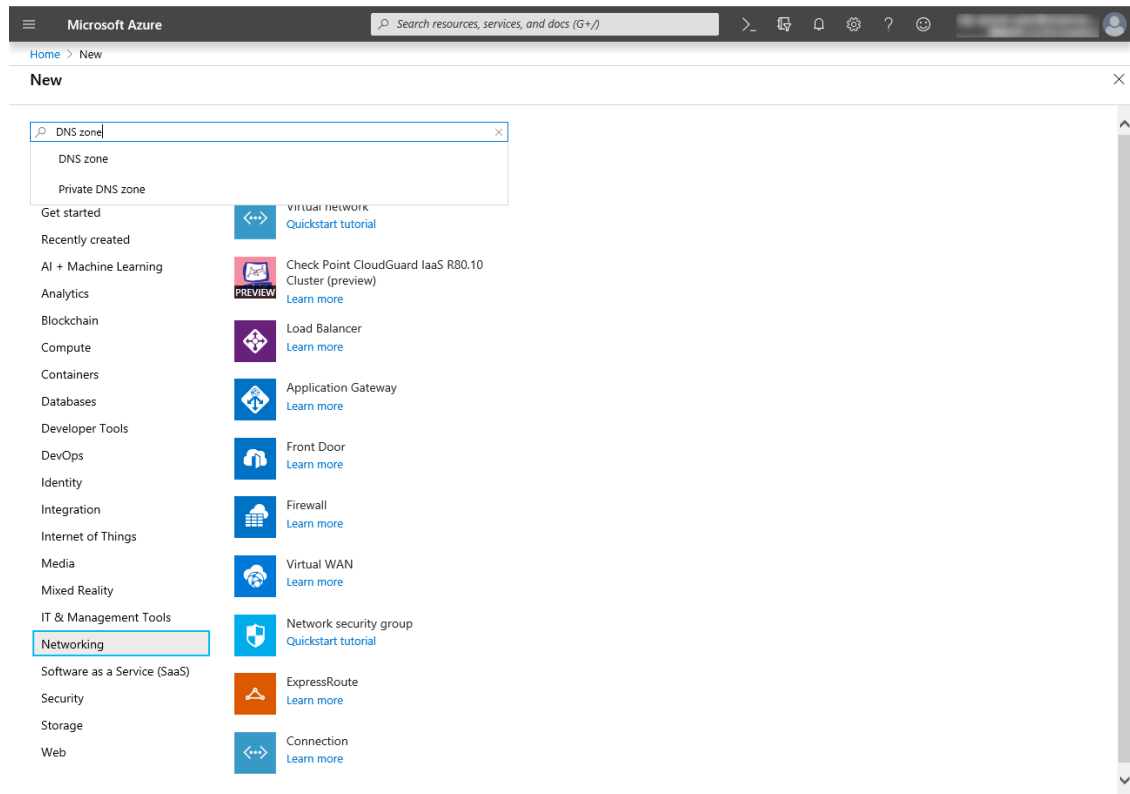 Microsoft Azure
Search resources, services, and docs (G+/)
Home > New
New
DNS zone
DNS zone
Private DNS zone
Get started
Recently created
AI + Machine Learning
Analytics
Blockchain
Compute
Containers
Databases
Developer Tools
DevOps
Identity
Integration
Internet of Things
Media
Mixed Reality
IT & Management Tools
Networking
Software as a Service (SaaS)
Security
Storage
Web
Virtual network
Quickstart tutorial
PREVIEW
Check Point CloudGuard IaaS R80.10
Cluster (preview)
Learn more
Load Balancer
Learn more
Application Gateway
Learn more
Front Door
Learn more
Firewall
Learn more
Virtual WAN
Learn more
Network security group
Quickstart tutorial
ExpressRoute
Learn more
Connection
Learn more